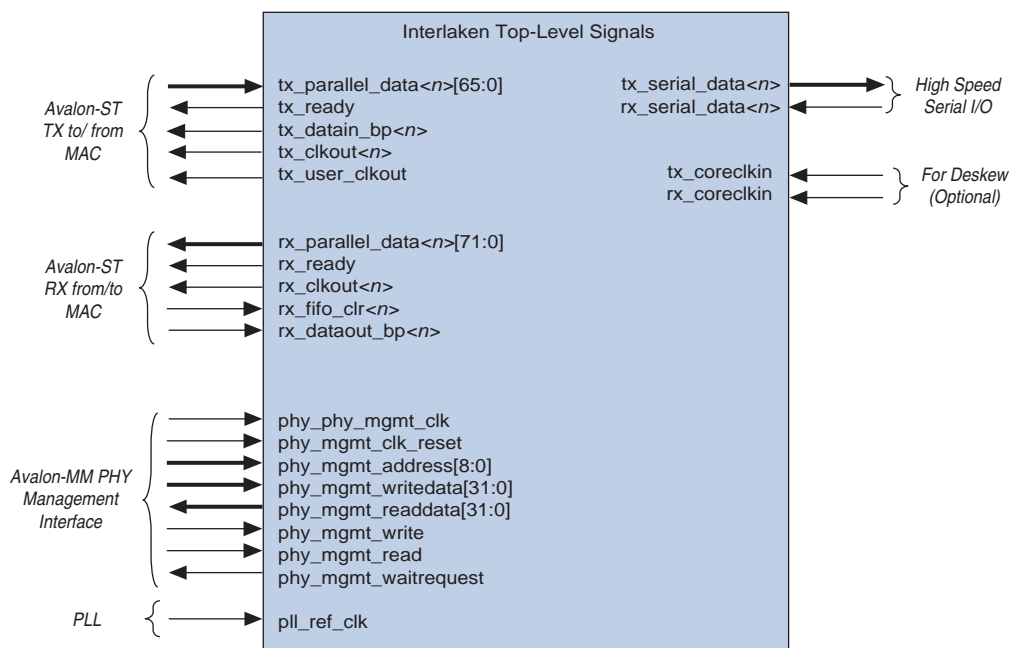 Interlaken Top-Level Signals
Avalon-ST
TX to/ from
MAC
tx_parallel_data<n>[65:0]
tx_ready
tx_datain_bp<n>
tx_clkout<n>
tx_user_clkout
tx_serial_data<n>
rx_serial_data<n>
High Speed
Serial I/O
tx_coreclkin
rx_coreclkin
For Deskew
(Optional)
Avalon-ST
RX from/to
MAC
rx_parallel_data<n>[71:0]
rx_ready
rx_clkout<n>
rx_fifo_clr<n>
rx_dataout_bp<n>
Avalon-MM PHY
Management
Interface
phy_phy_mgmt_clk
phy_mgmt_clk_reset
phy_mgmt_address[8:0]
phy_mgmt_writedata[31:0]
phy_mgmt_readdata[31:0]
phy_mgmt_write
phy_mgmt_read
phy_mgmt_waitrequest
PLL
pll_ref_clk